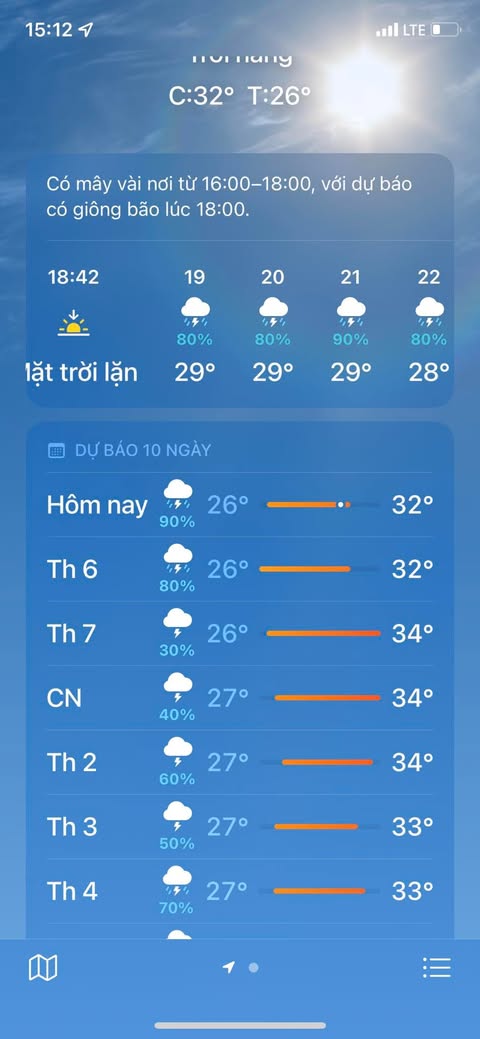 15:12
LTE
C:32° T:26°
Có mây vài nơi từ 16:00–18:00, với dự báo
có giông bão lúc 18:00.
18:42 19 20 21 22
80% 80% 90% 80%
trời lặn 29° 29° 29° 28°
DỰ BÁO 10 NGÀY
Hôm nay 90% 26° 32°
Th 6 80% 26° 32°
Th 7 30% 26° 34°
CN 40% 27° 34°
Th 2 60% 27° 34°
Th 3 50% 27° 33°
Th 4 70% 27° 33°